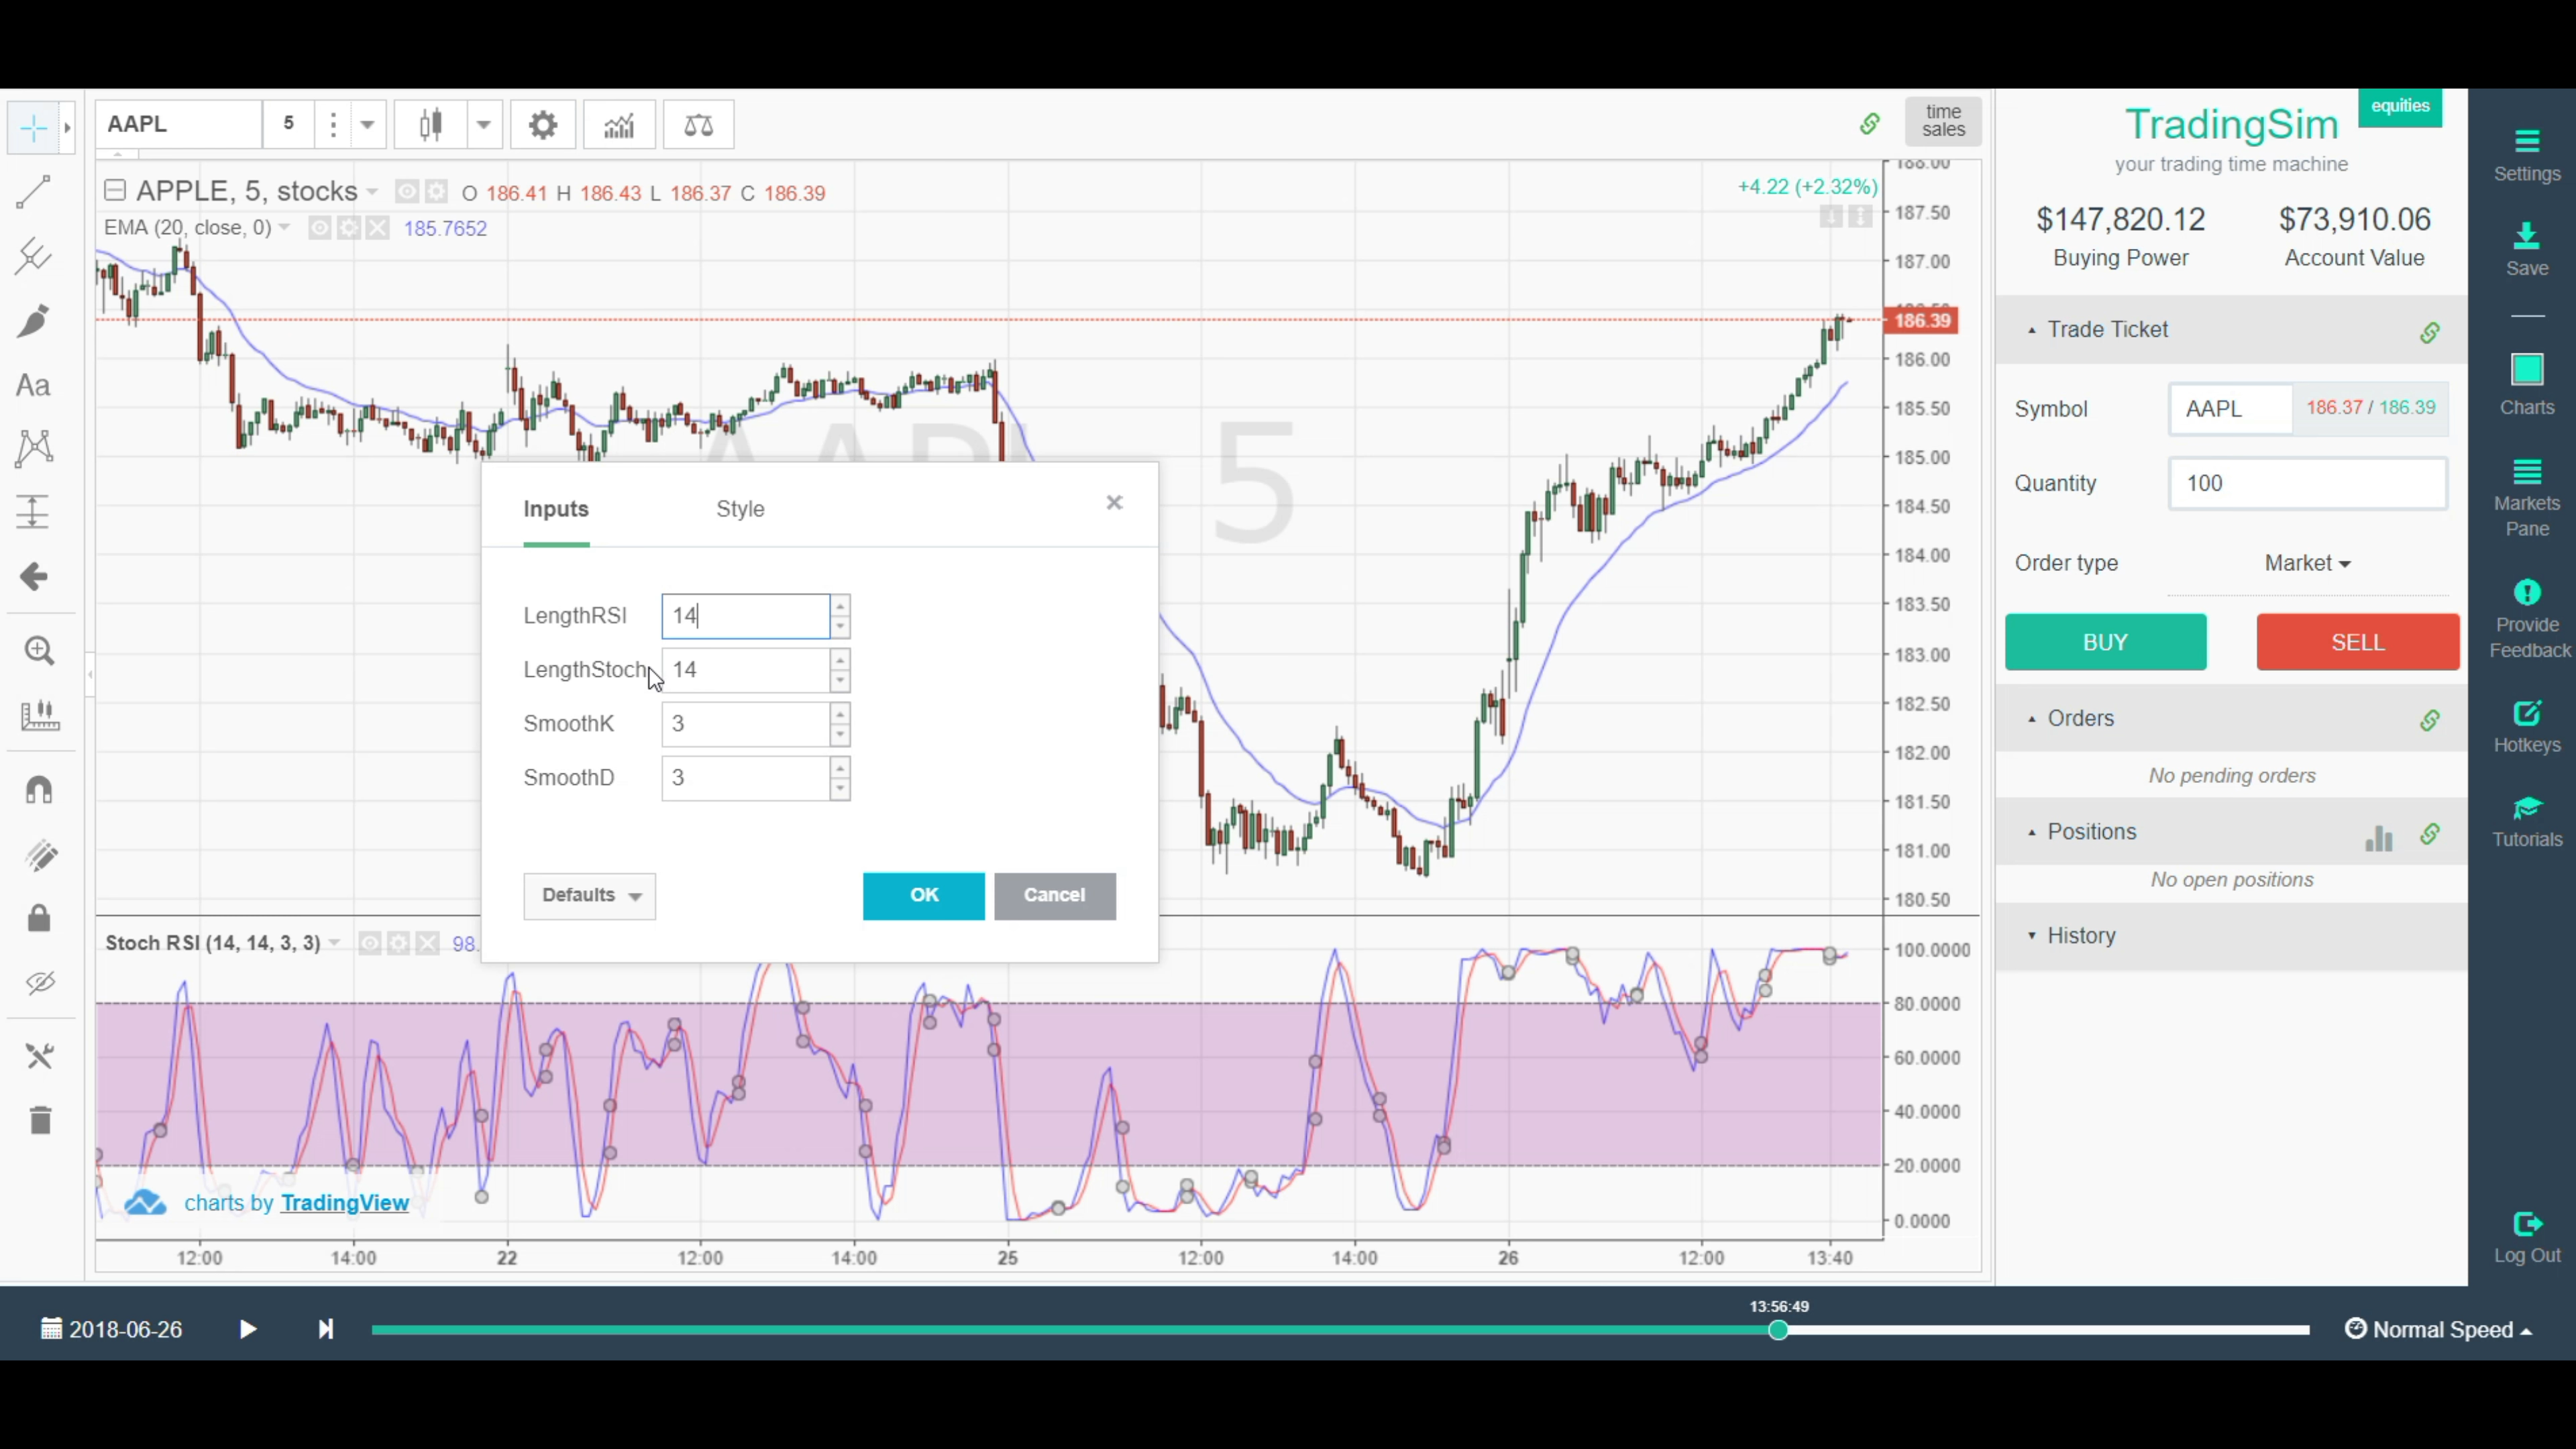 AAPL
5
time
sales
APPLE, 5, stocks
O 186.41 H 186.43 L 186.37 C 186.39
+4.22 (+2.32%)
EMA (20, close, 0)
185.7652
188.00
187.50
187.00
186.39
186.00
185.50
185.00
184.50
184.00
183.50
183.00
182.50
182.00
181.50
181.00
180.50
5
Inputs
Style
LengthRSI 14
LengthStoch 14
SmoothK 3
SmoothD 3
Defaults
OK
Cancel
Stoch RSI (14, 14, 3, 3)
98.
100.0000
80.0000
60.0000
40.0000
20.0000
0.0000
charts by TradingView
12:00 14:00 22 12:00 14:00 25 12:00 14:00 26 12:00 13:40
equities
TradingSim
your trading time machine
$147,820.12 $73,910.06
Buying Power Account Value
Trade Ticket
Symbol AAPL 186.37 / 186.39
Quantity 100
Order type Market
BUY SELL
Orders
No pending orders
Positions
No open positions
History
Settings
Save
Charts
Markets
Pane
Provide
Feedback
Hotkeys
Tutorials
Log Out
13:56:49
2018-06-26
Normal Speed
Aa